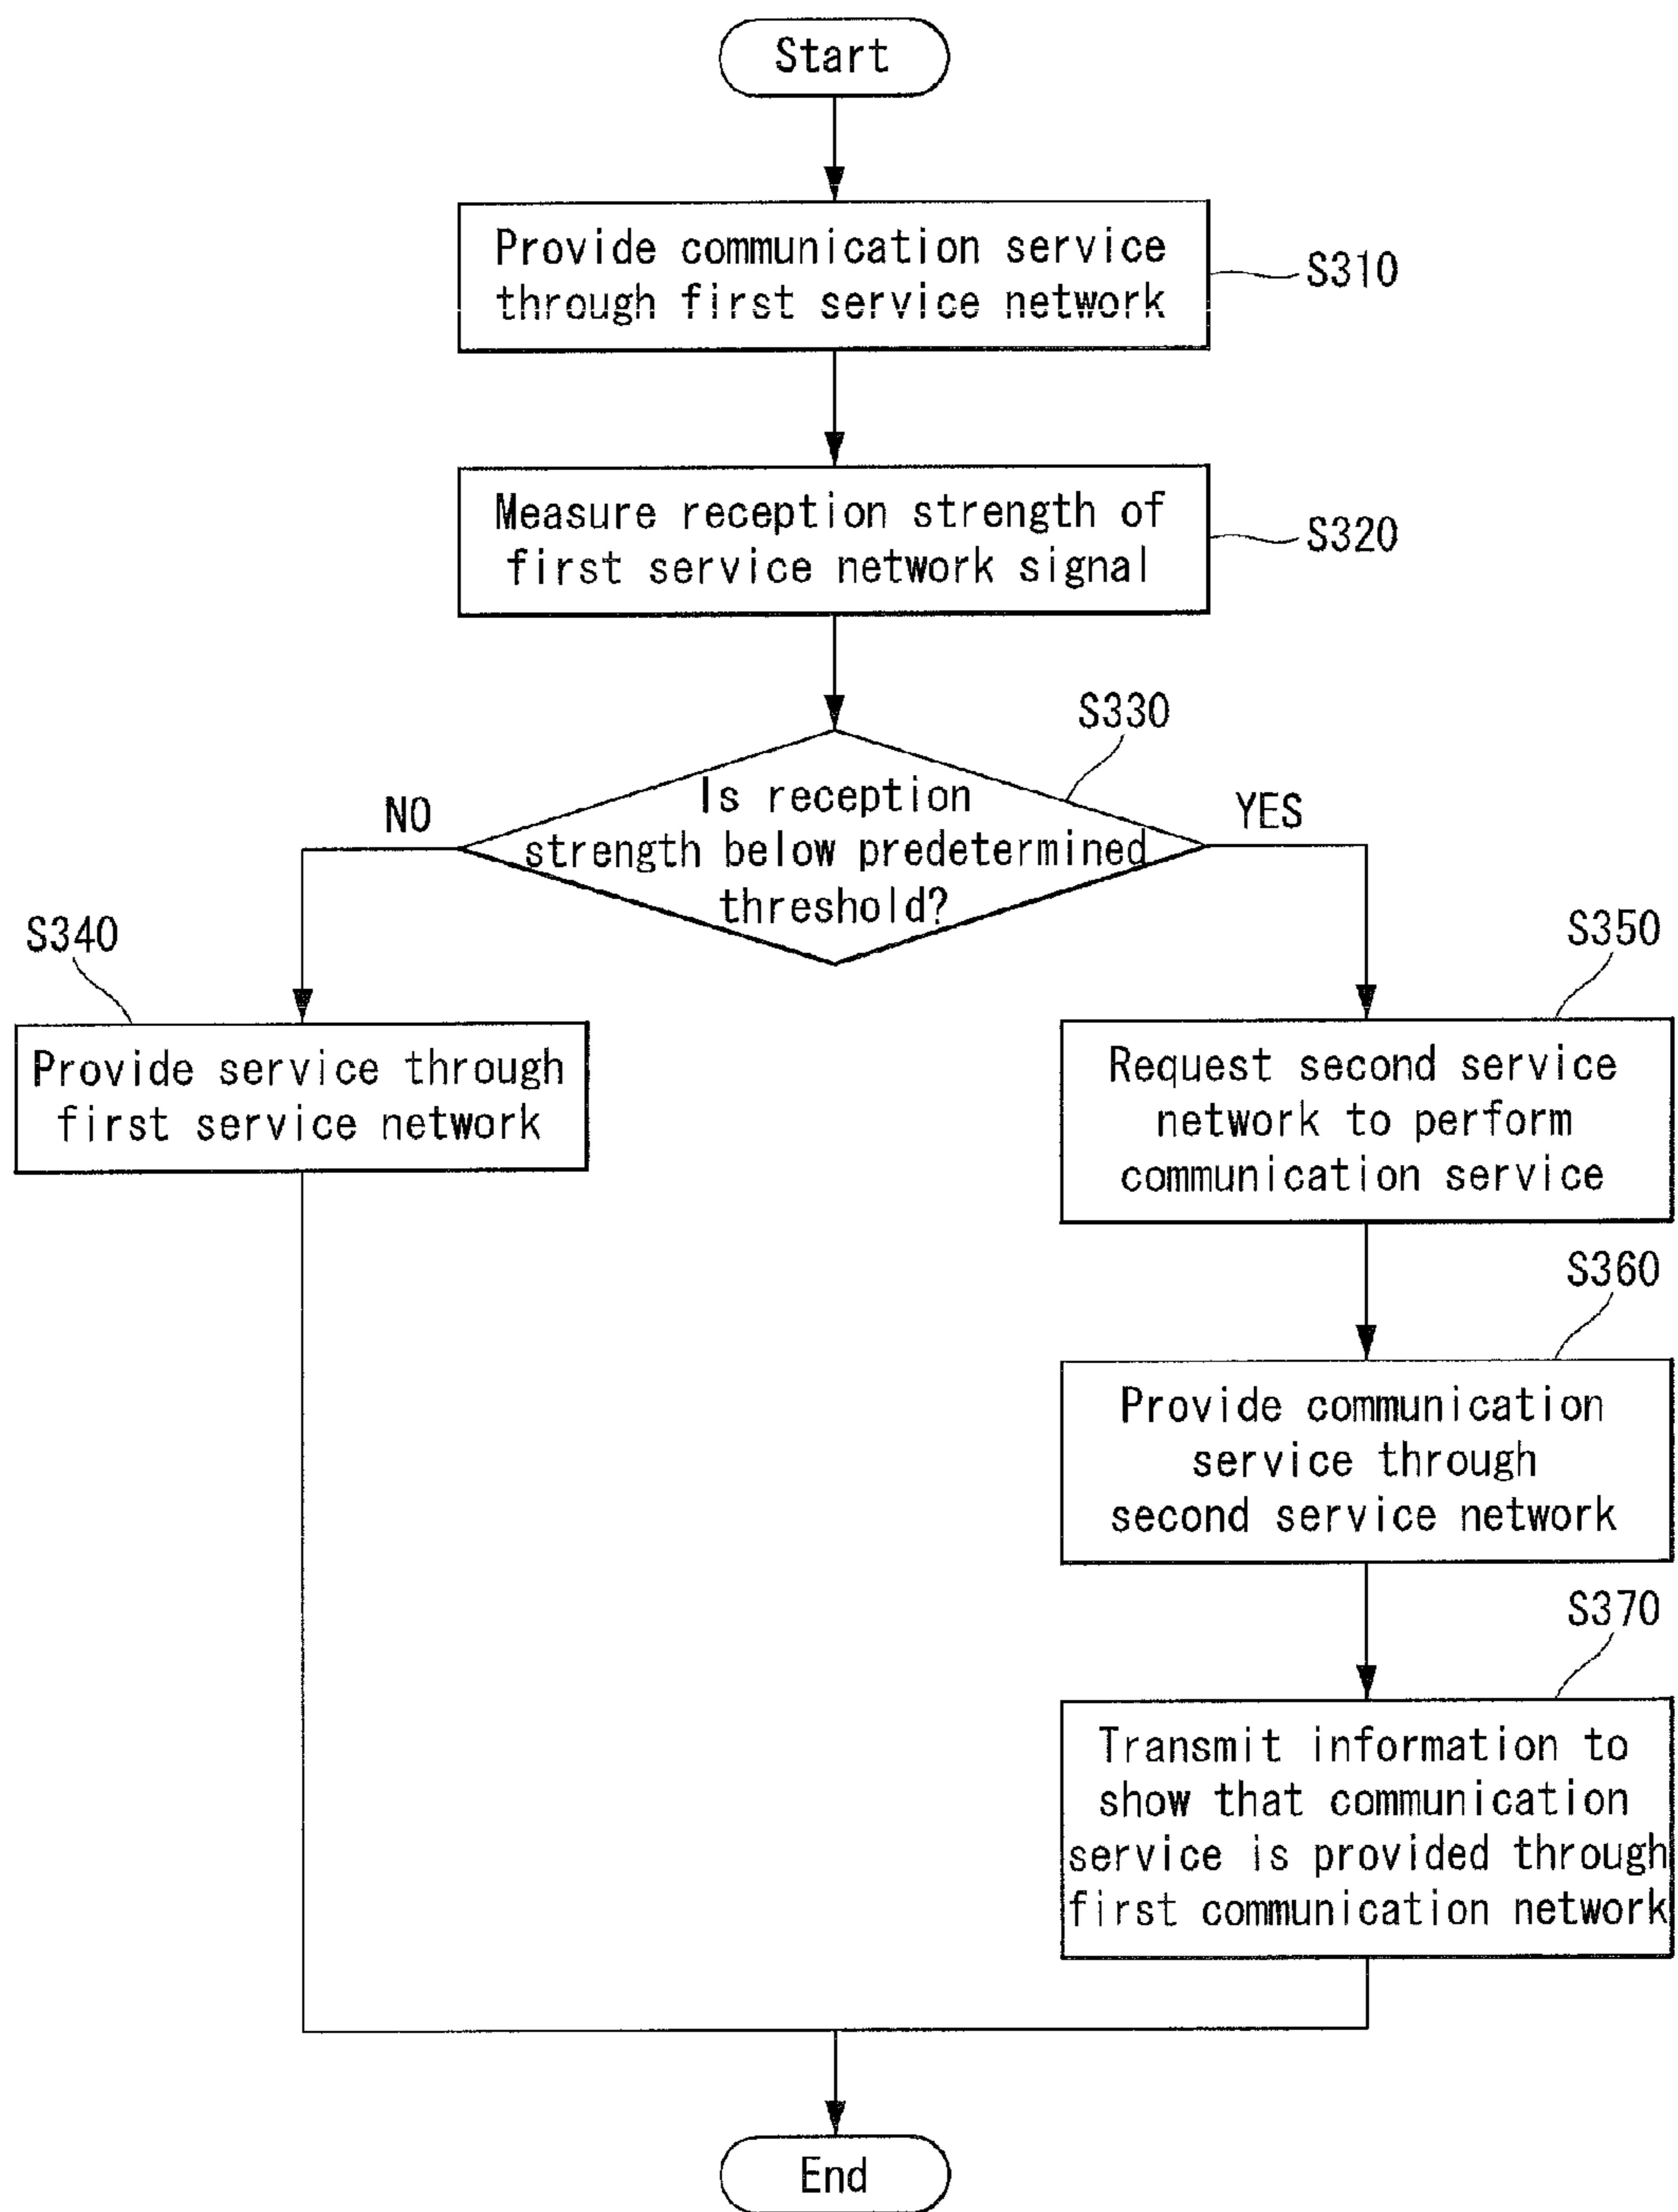 Start
Provide communication service
through first service network
S310
Measure reception strength of
first service network signal
S320
S330
Is reception
strength below predetermined
threshold?
NO
YES
S340
Provide service through
first service network
S350
Request second service
network to perform
communication service
S360
Provide communication
service through
second service network
S370
Transmit information to
show that communication
service is provided through
first communication network
End